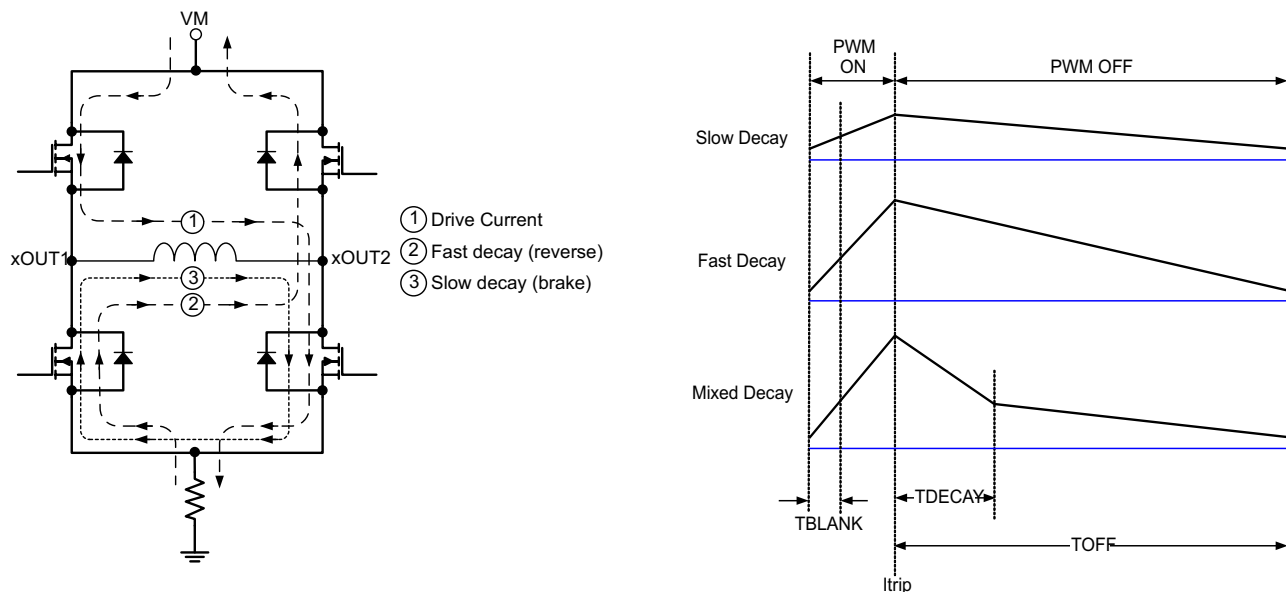 VM
xOUT1
xOUT2
1
3
2
1 Drive Current
2 Fast decay (reverse)
3 Slow decay (brake)
PWM
ON
PWM OFF
Slow Decay
Fast Decay
Mixed Decay
TBLANK
TDECAY
TOFF
Itrip